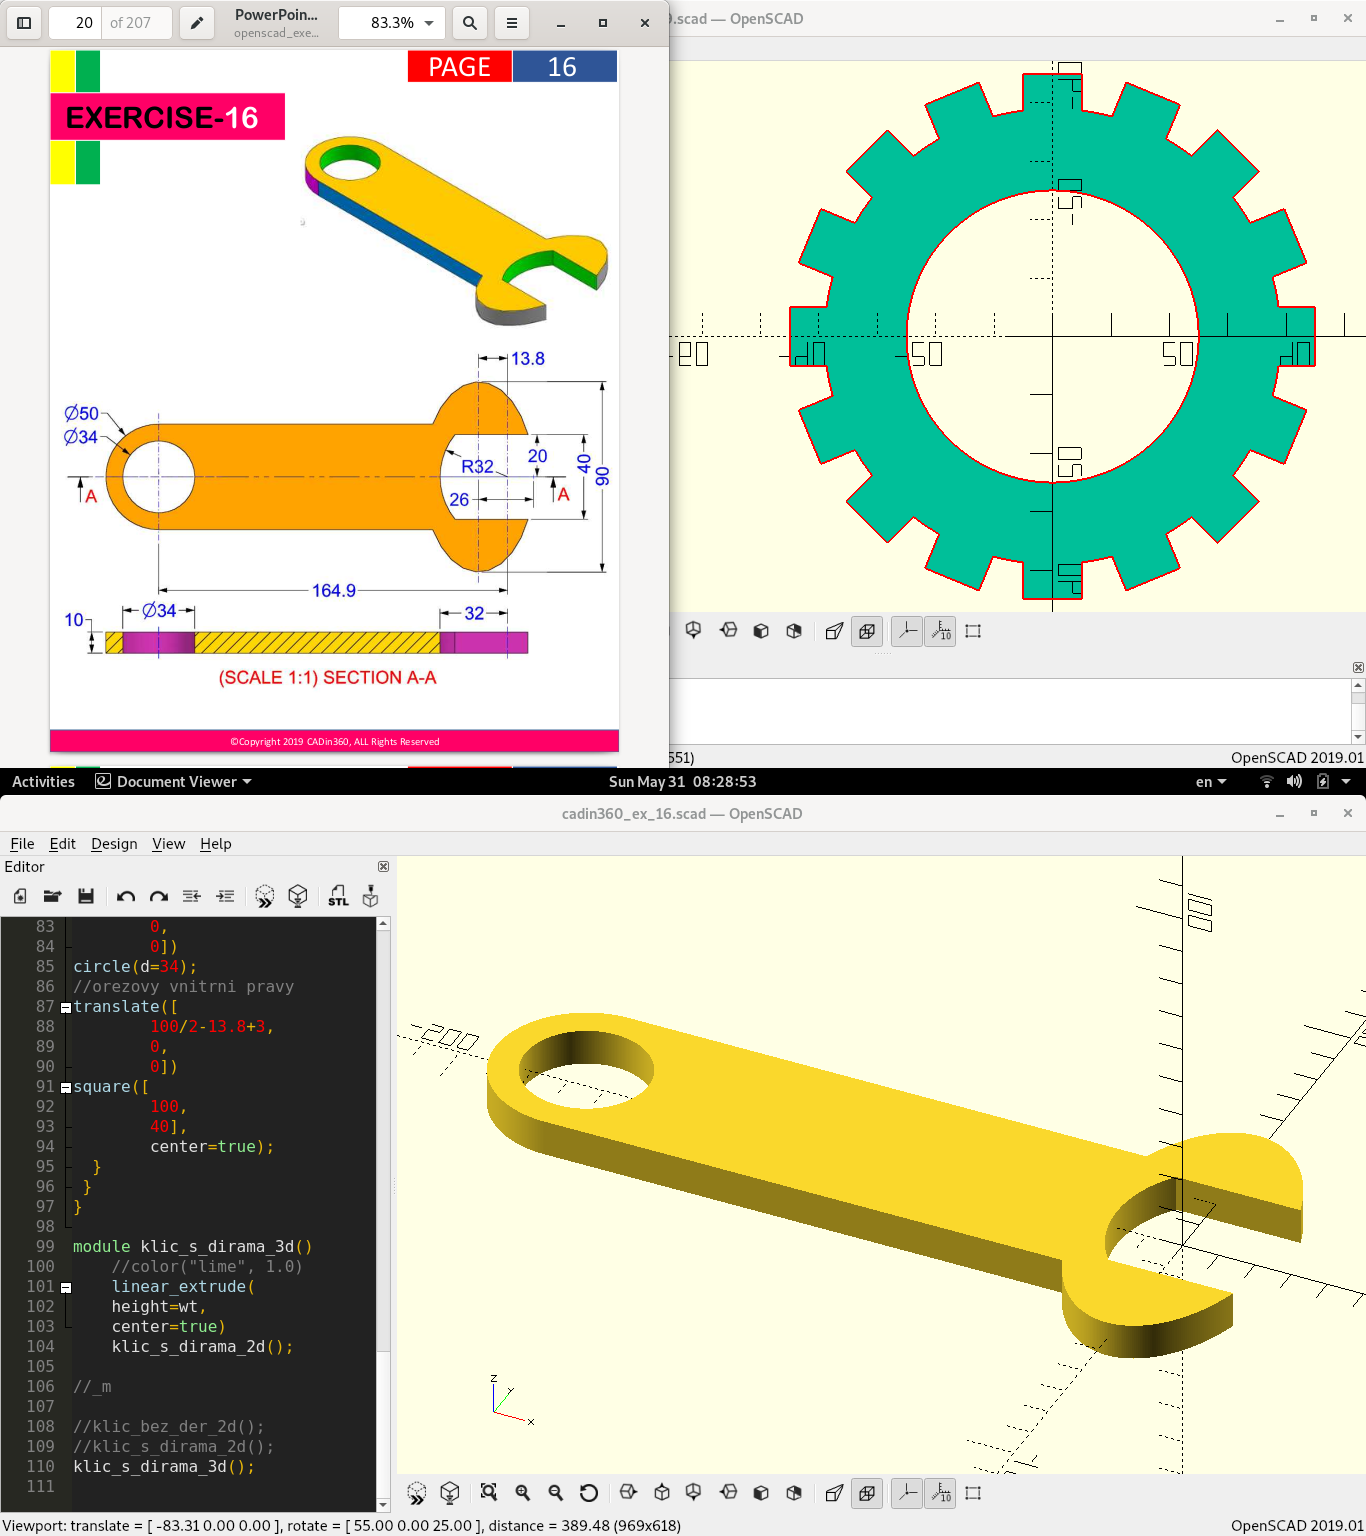 20 of 207
PowerPoin...
openscad_exe...
83.3%
9.scad — OpenSCAD
PAGE 16
EXERCISE-16
13.8
Ø50
Ø34
R32
20
40
90
26
A
A
164.9
10
Ø34
32
(SCALE 1:1) SECTION A-A
©Copyright 2019 CADin360, ALL Rights Reserved
50
50
50
10
551)
OpenSCAD 2019.01
Activities
Document Viewer
Sun May 31 08:28:53
en
cadin360_ex_16.scad — OpenSCAD
File Edit Design View Help
Editor
STL
83 0,
84 0])
85 circle(d=34);
86 //orezovy vnitrni pravy
87 translate([
88 100/2-13.8+3,
89 0,
90 0])
91 square([
92 100,
93 40],
94 center=true);
95 }
96 }
97 }
98
99 module klic_s_dirama_3d()
100 //color("lime", 1.0)
101 linear_extrude(
102 height=wt,
103 center=true)
104 klic_s_dirama_2d();
105
106 //_m
107
108 //klic_bez_der_2d();
109 //klic_s_dirama_2d();
110 klic_s_dirama_3d();
111
200
z
y
x
10
Viewport: translate = [ -83.31 0.00 0.00 ], rotate = [ 55.00 0.00 25.00 ], distance = 389.48 (969x618)
OpenSCAD 2019.01